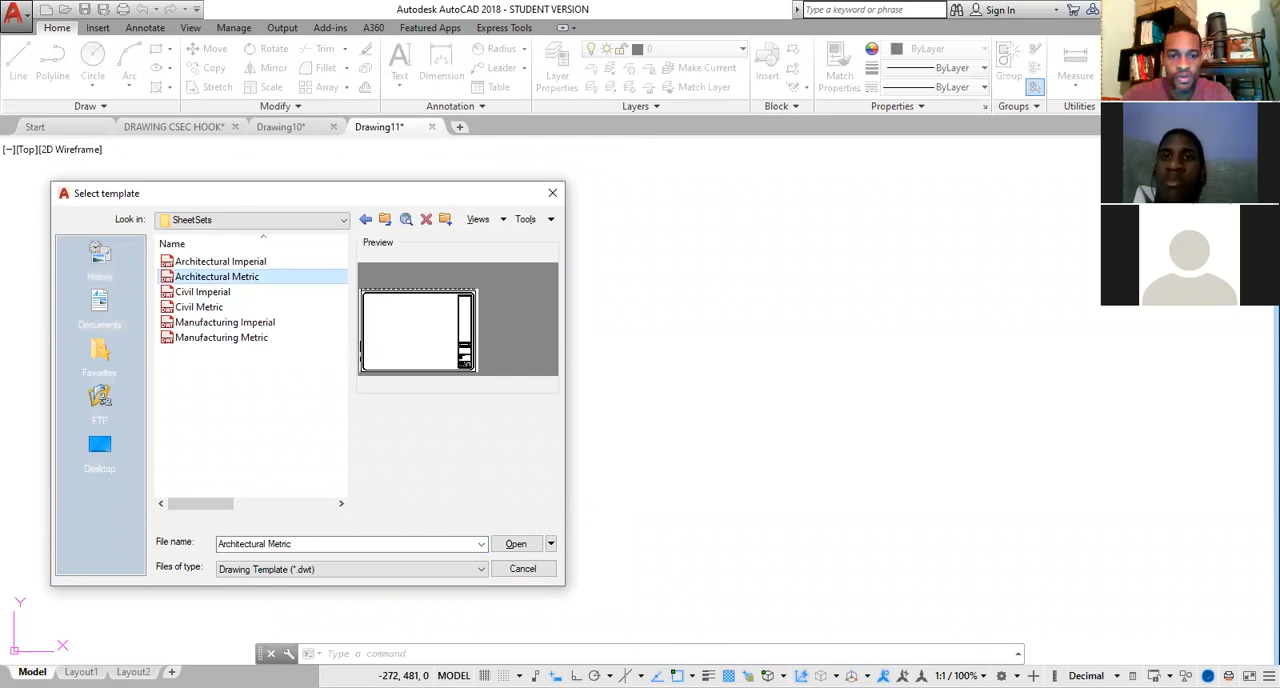 Autodesk AutoCAD 2018 - STUDENT VERSION
Type a keyword or phrase
Sign In
Home Insert Annotate Parametric View Manage Output Add-ins A360 Featured Apps Express Tools
Line
Polyline
Circle
Arc
Move
Copy
Stretch
Rotate
Mirror
Scale
Trim
Fillet
Array
Text
Dimension
Radius
Leader
Table
Layer
Properties
0
Make Current
Match Layer
Insert
Match
Properties
ByLayer
ByLayer
ByLayer
Group
Measure
Draw Modify Annotation Layers Block Properties Groups Utilities
Start DRAWING CSEC HOOK* Drawing10* Drawing11*
[−][Top][2D Wireframe]
Select template
Look in: SheetSets
Views Tools
Name
Preview
Architectural Imperial
Architectural Metric
Civil Imperial
Civil Metric
Manufacturing Imperial
Manufacturing Metric
History
Documents
Favorites
FTP
Desktop
File name: Architectural Metric
Open
Files of type: Drawing Template (*.dwt)
Cancel
Y
X
Type a command
Model Layout1 Layout2
-272, 481, 0 MODEL
1:1 / 100%
Decimal